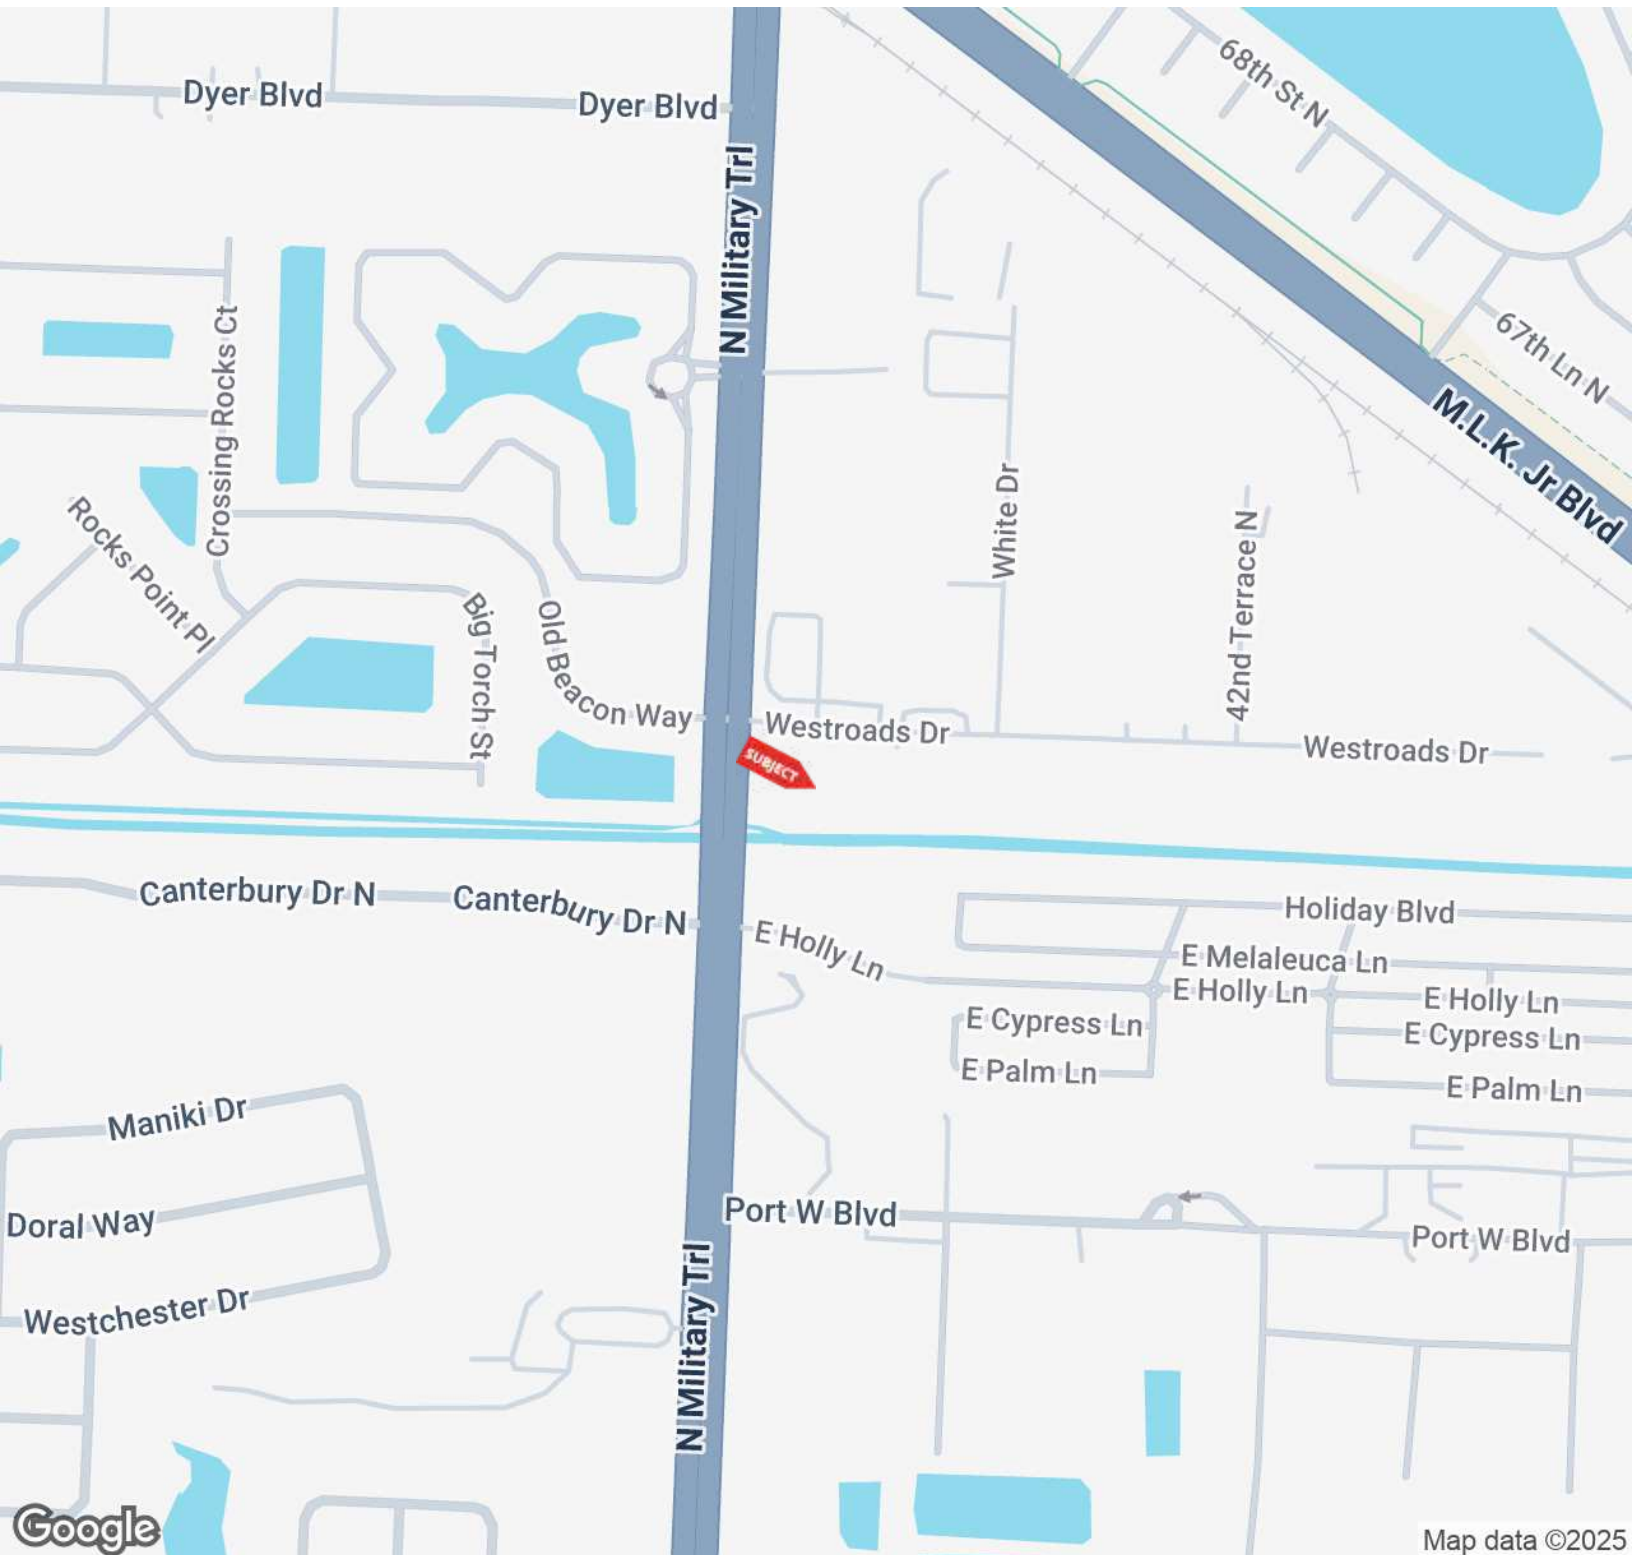 68th St N
Dyer Blvd
Dyer Blvd
N Military Trl
Crossing Rocks Ct
67th Ln N
M.L.K. Jr Blvd
White Dr
42nd Terrace N
Rocks Point Pl
Big Torch St
Old Beacon Way
Westroads Dr
Westroads Dr
SUBJECT
Canterbury Dr N
Canterbury Dr N
E Holly Ln
Holiday Blvd
E Melaleuca Ln
E Holly Ln
E Holly Ln
E Cypress Ln
E Cypress Ln
E Palm Ln
E Palm Ln
Maniki Dr
Doral Way
Port W Blvd
Port W Blvd
Westchester Dr
N Military Trl
Google
Map data ©2025